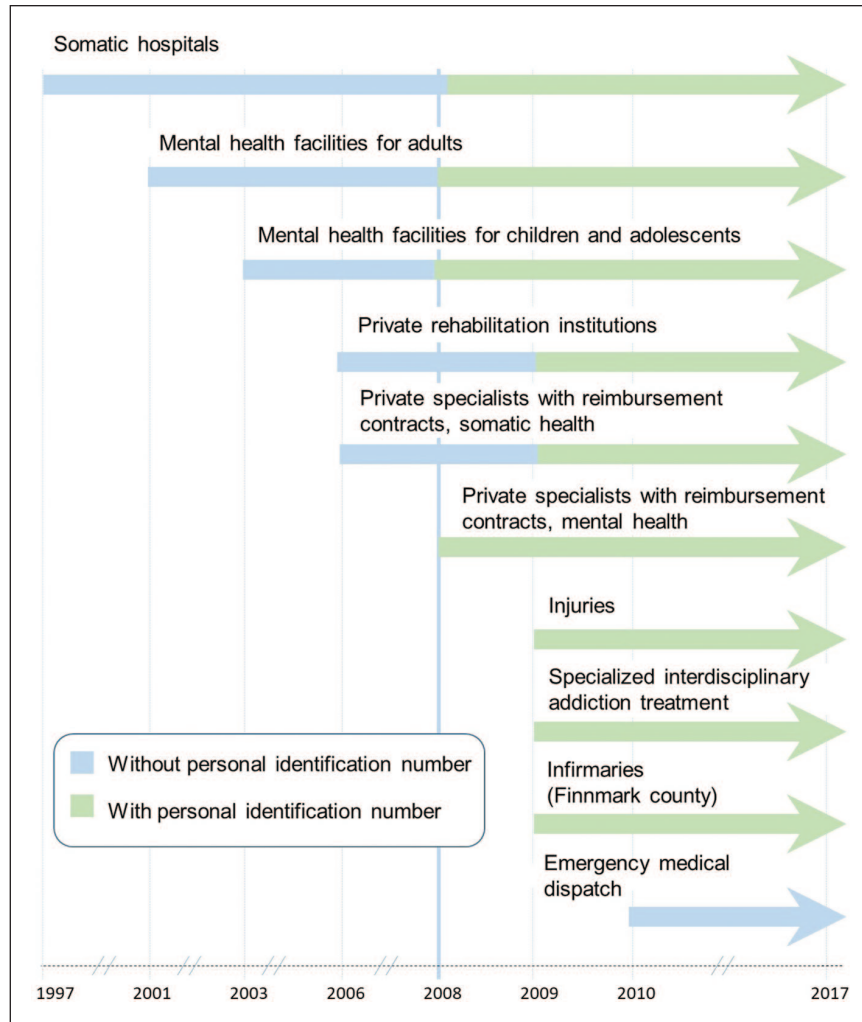 Somatic hospitals
Mental health facilities for adults
Mental health facilities for children and adolescents
Private rehabilitation institutions
Private specialists with reimbursement
contracts, somatic health
Private specialists with reimbursement
contracts, mental health
Injuries
Specialized interdisciplinary
addiction treatment
Without personal identification number
With personal identification number
Infirmaries
(Finnmark county)
Emergency medical
dispatch
1997 2001 2003 2006 2008 2009 2010 2017